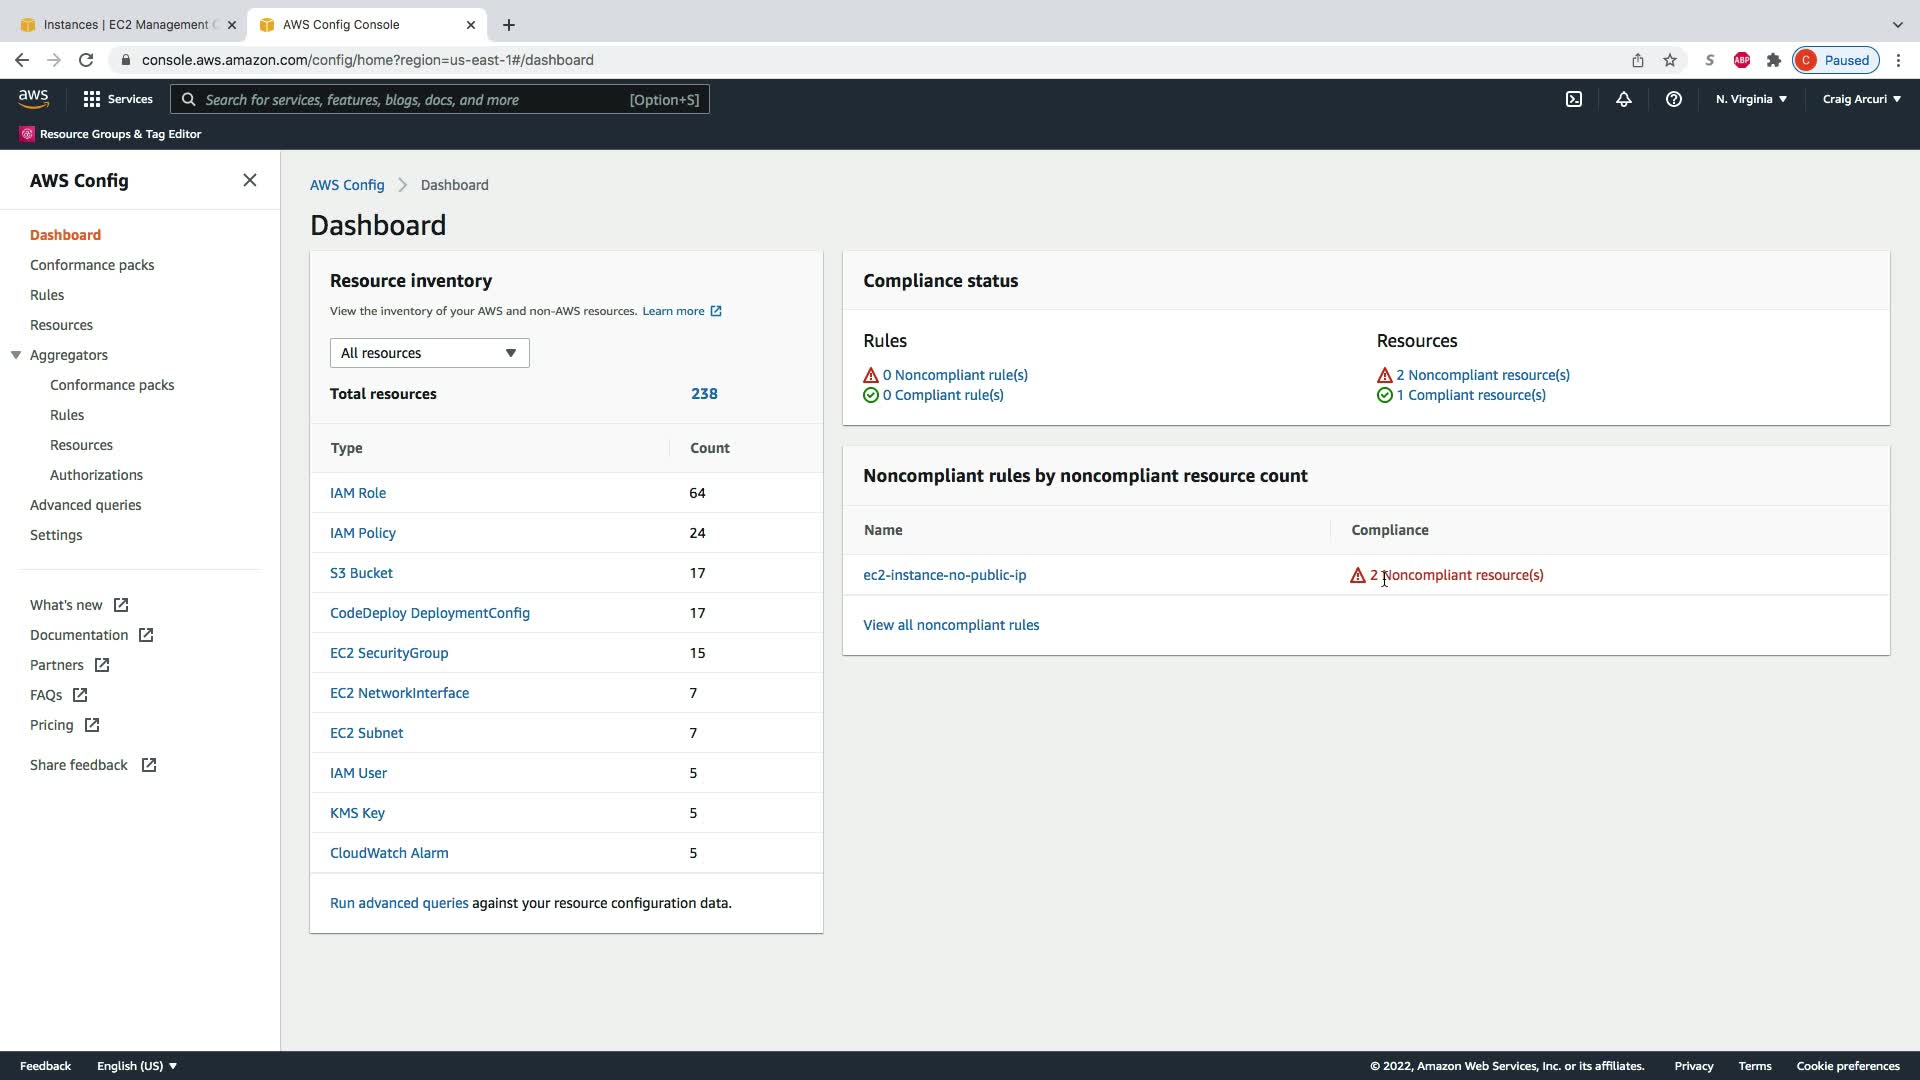 Instances | EC2 Management C
AWS Config Console
console.aws.amazon.com/config/home?region=us-east-1#/dashboard
S
ABP
C Paused
aws
Services
Search for services, features, blogs, docs, and more [Option+S]
N. Virginia
Craig Arcuri
Resource Groups & Tag Editor
AWS Config
Dashboard
Conformance packs
Rules
Resources
Aggregators
Conformance packs
Rules
Resources
Authorizations
Advanced queries
Settings
What's new
Documentation
Partners
FAQs
Pricing
Share feedback
AWS Config > Dashboard
Dashboard
Resource inventory
View the inventory of your AWS and non-AWS resources. Learn more
All resources
Total resources 238
Type Count
IAM Role 64
IAM Policy 24
S3 Bucket 17
CodeDeploy DeploymentConfig 17
EC2 SecurityGroup 15
EC2 NetworkInterface 7
EC2 Subnet 7
IAM User 5
KMS Key 5
CloudWatch Alarm 5
Run advanced queries against your resource configuration data.
Compliance status
Rules
0 Noncompliant rule(s)
0 Compliant rule(s)
Resources
2 Noncompliant resource(s)
1 Compliant resource(s)
Noncompliant rules by noncompliant resource count
Name Compliance
ec2-instance-no-public-ip 2 Noncompliant resource(s)
View all noncompliant rules
Feedback English (US) © 2022, Amazon Web Services, Inc. or its affiliates. Privacy Terms Cookie preferences